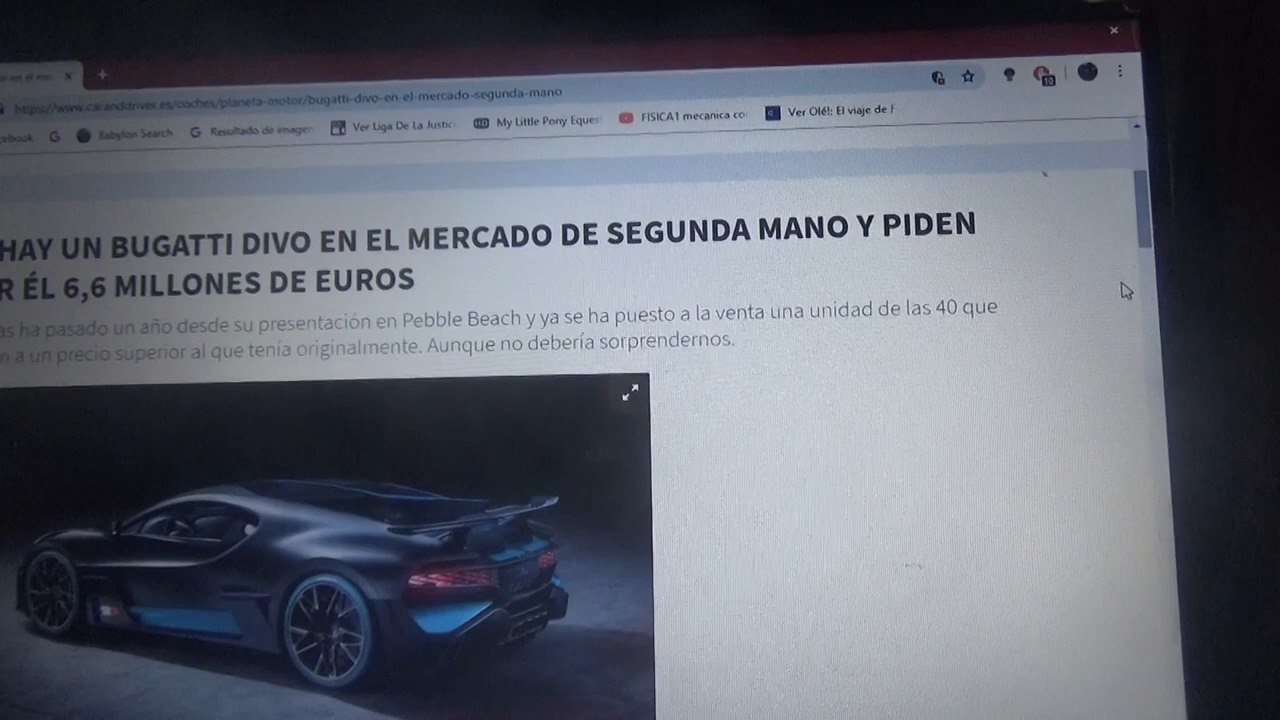 https://www.caranddriver.es/coches/planeta-motor/bugatti-divo-en-el-mercado-segunda-mano
cebook G Babylon Search G Resultado de imagen Ver Liga De La Justic HD My Little Pony Eques FISICA1 mecanica co Ver Olé!: El viaje de F
HAY UN BUGATTI DIVO EN EL MERCADO DE SEGUNDA MANO Y PIDEN
R ÉL 6,6 MILLONES DE EUROS
as ha pasado un año desde su presentación en Pebble Beach y ya se ha puesto a la venta una unidad de las 40 que
n a un precio superior al que tenía originalmente. Aunque no debería sorprendernos.